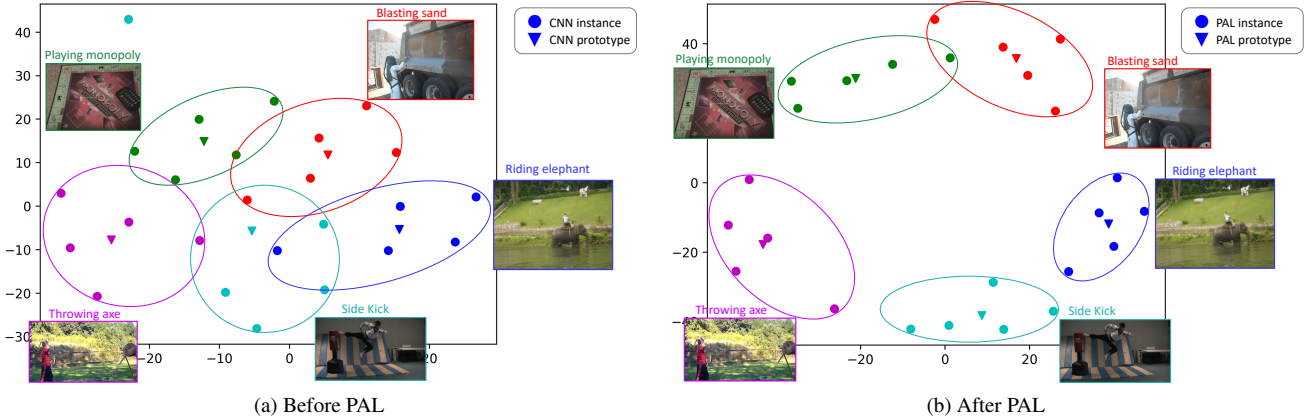 Blasting sand
CNN instance
CNN prototype
Playing monopoly
Riding elephant
Throwing axe
Side Kick
40
30
20
10
0
−10
−20
−30
−20
0
20
(a) Before PAL
PAL instance
PAL prototype
Playing monopoly
Blasting sand
Riding elephant
Throwing axe
Side Kick
40
20
0
−20
−40
−20
0
20
(b) After PAL